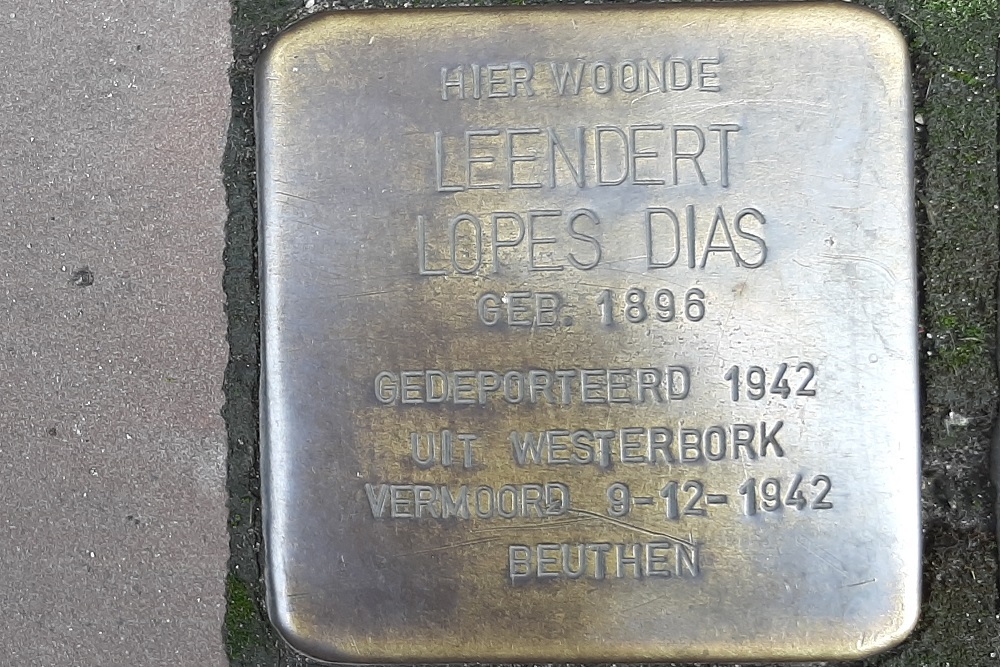 HIER WOONDE
LEENDERT
LOPES DIAS
GEB. 1896
GEDEPORTEERD 1942
UIT WESTERBORK
VERMOORD 9-12-1942
BEUTHEN